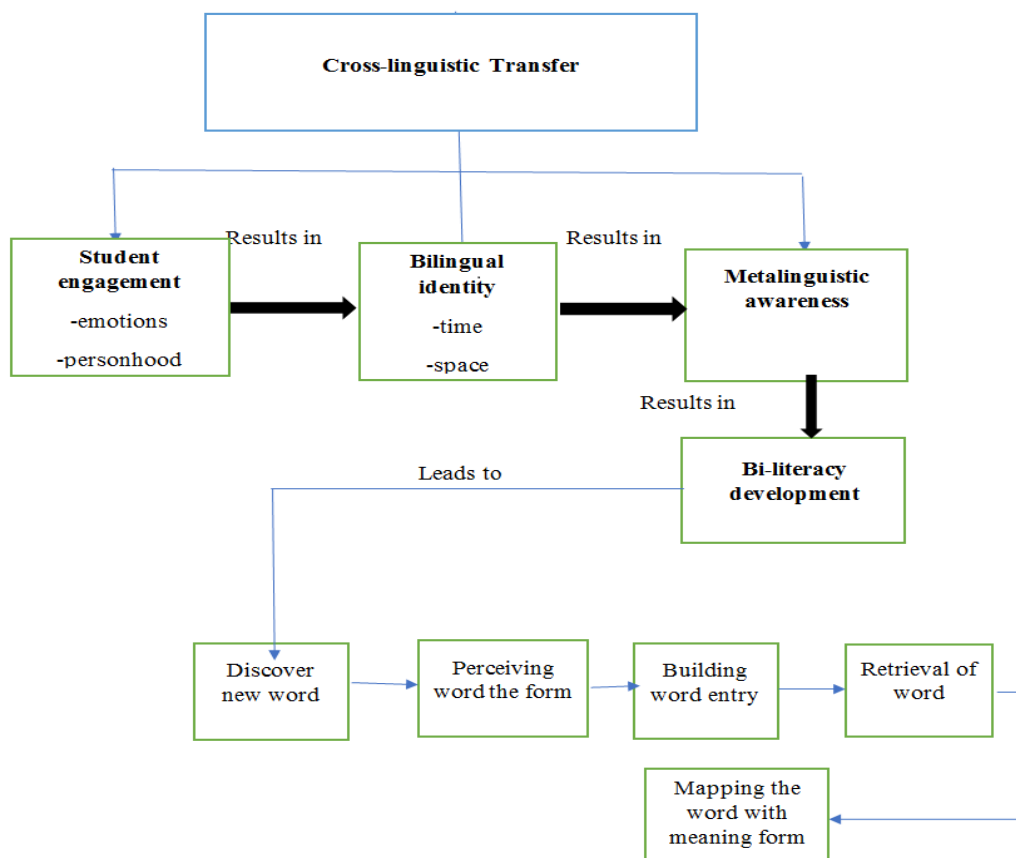 Cross-linguistic Transfer
Results in
Results in
Student
engagement
-emotions
-personhood
Bilingual
identity
-time
-space
Metalinguistic
awareness
Results in
Bi-literacy
development
Leads to
Discover
new word
Perceiving
word the form
Building
word entry
Retrieval of
word
Mapping the
word with
meaning form